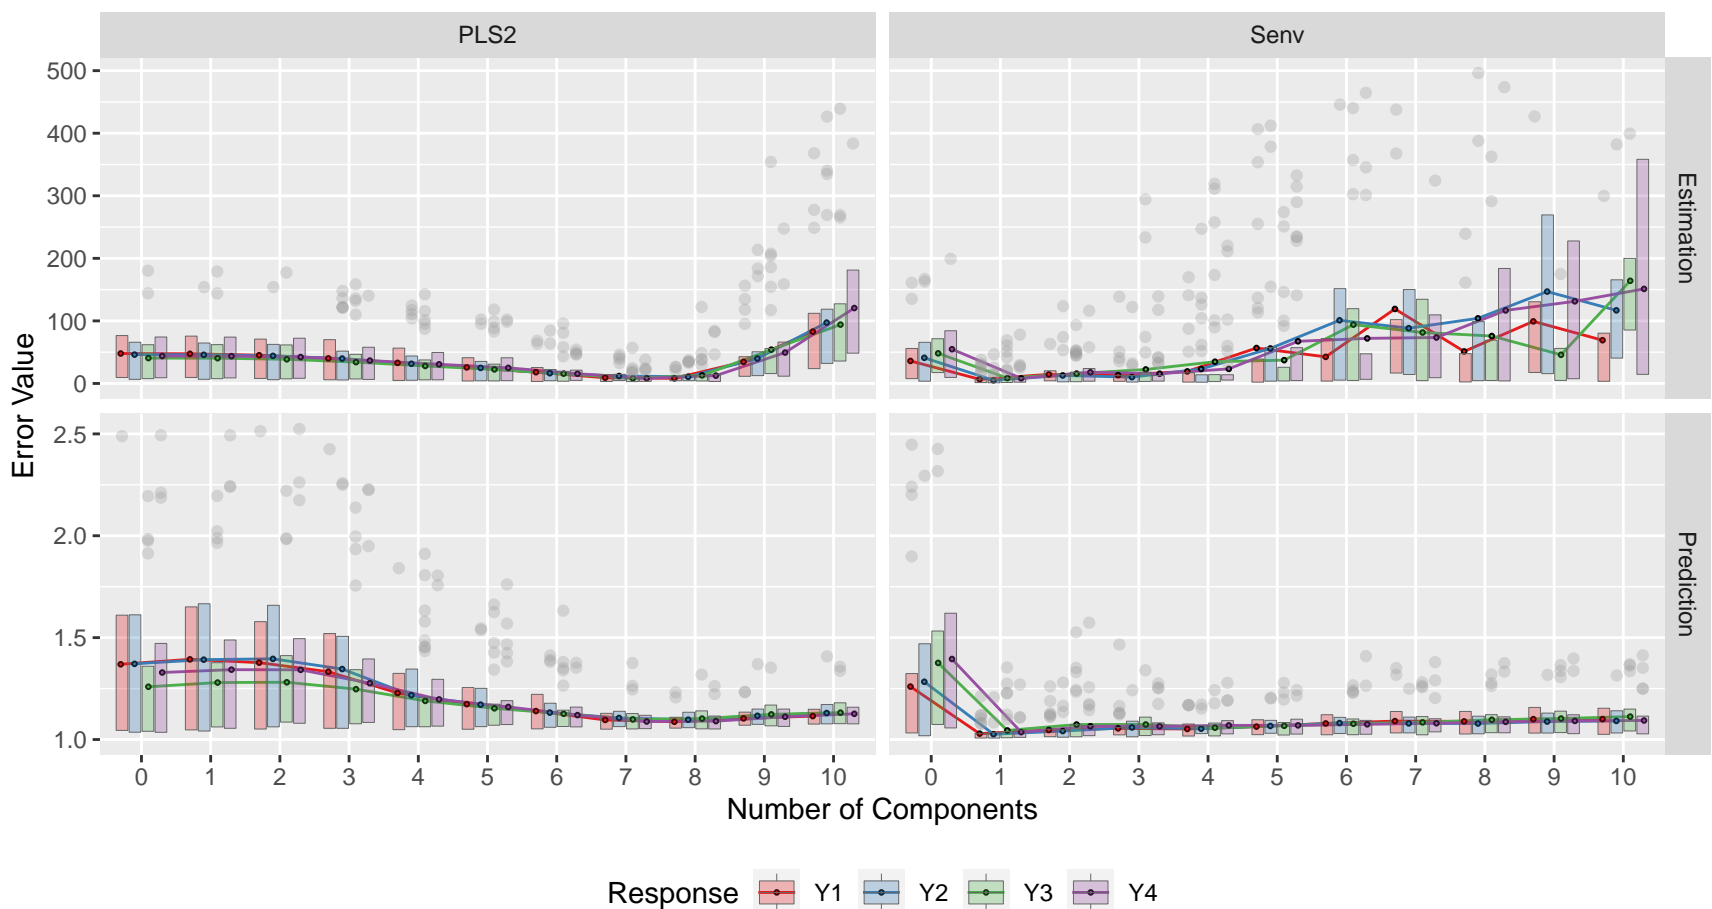 PLS2 Senv
500
400
300
200
100
0
Estimation
2.5
2.0
1.5
1.0
Prediction
Error Value
0 1 2 3 4 5 6 7 8 9 10 0 1 2 3 4 5 6 7 8 9 10
Number of Components
Response Y1 Y2 Y3 Y4